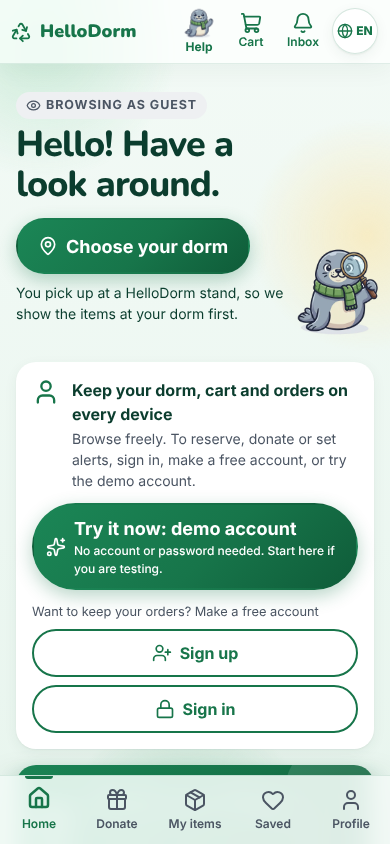 HelloDorm
Help
Cart
Inbox
EN
BROWSING AS GUEST
Hello! Have a
look around.
Choose your dorm
You pick up at a HelloDorm stand, so we
show the items at your dorm first.
Keep your dorm, cart and orders on
every device
Browse freely. To reserve, donate or set
alerts, sign in, make a free account, or try
the demo account.
Try it now: demo account
No account or password needed. Start here if
you are testing.
Want to keep your orders? Make a free account
Sign up
Sign in
Home
Donate
My items
Saved
Profile